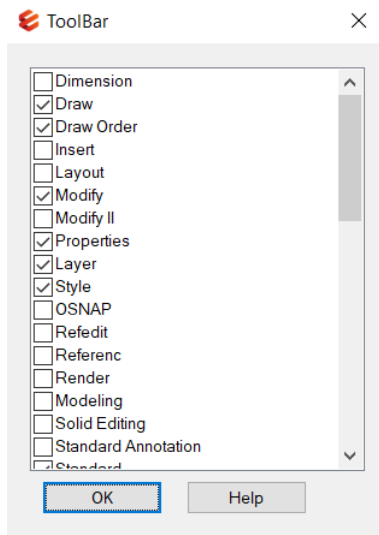 ToolBar
Dimension
Draw
Draw Order
Insert
Layout
Modify
Modify II
Properties
Layer
Style
OSNAP
Refedit
Referenc
Render
Modeling
Solid Editing
Standard Annotation
Standard
OK
Help